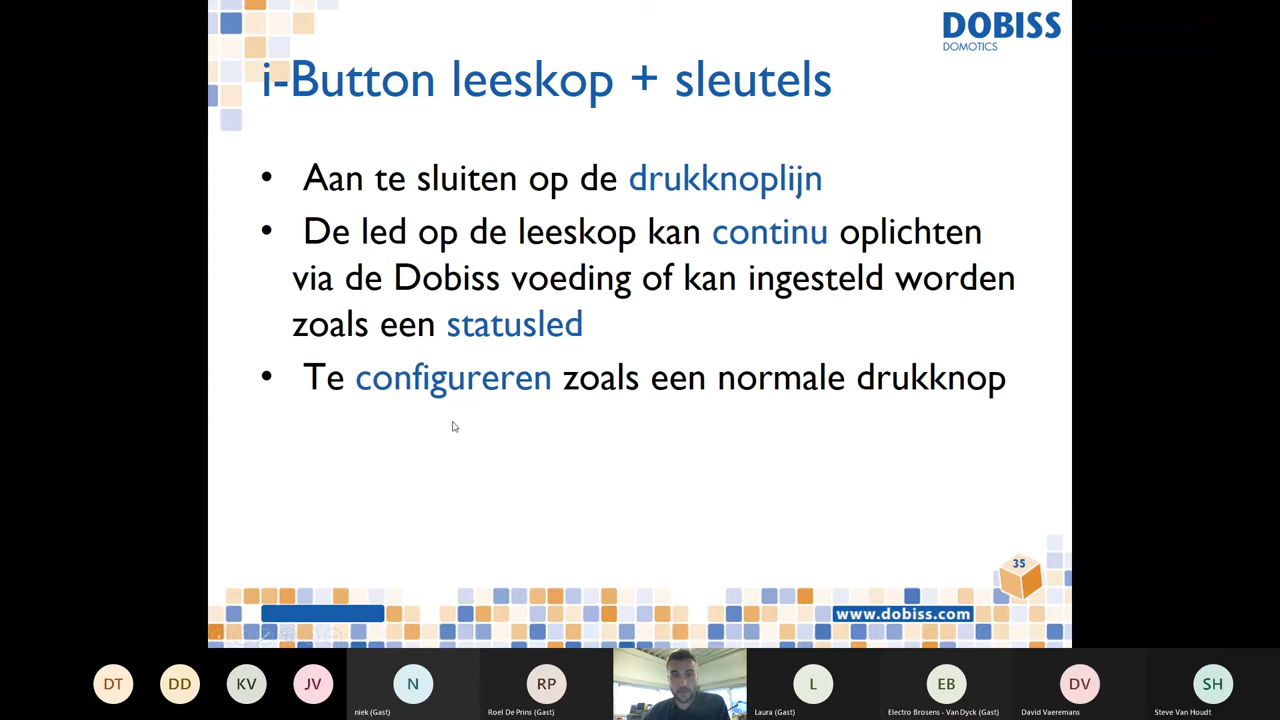 DOBISS
DOMOTICS
i-Button leeskop + sleutels
• Aan te sluiten op de drukknoplijn
• De led op de leeskop kan continu oplichten
via de Dobiss voeding of kan ingesteld worden
zoals een statusled
• Te configureren zoals een normale drukknop
35
www.dobiss.com
DT
DD
KV
JV
N
RP
L
EB
DV
SH
niek (Gast)
Roel De Prins (Gast)
Laura (Gast)
Electro Brosens - Van Dyck (Gast)
David Vaeremans
Steve Van Houdt